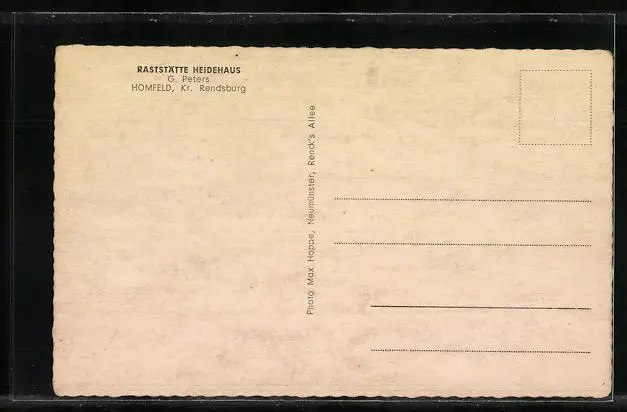 RASTSTÄTTE HEIDEHAUS
G. Peters
HOMFELD, Kr. Rendsburg
Photo Max Hoppe, Neumünster, Renck's Allee